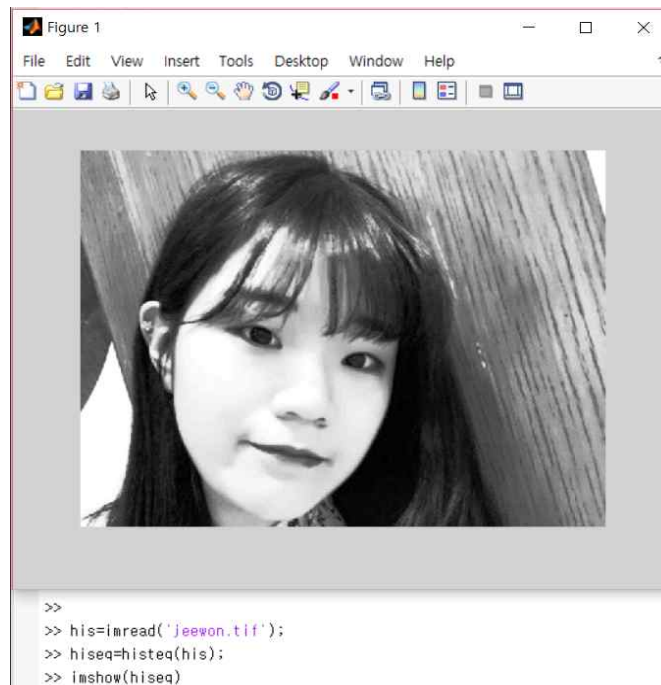 Figure 1
File Edit View Insert Tools Desktop Window Help
>>
>> his=imread('jeewon.tif');
>> hiseq=histeq(his);
>> imshow(hiseq)